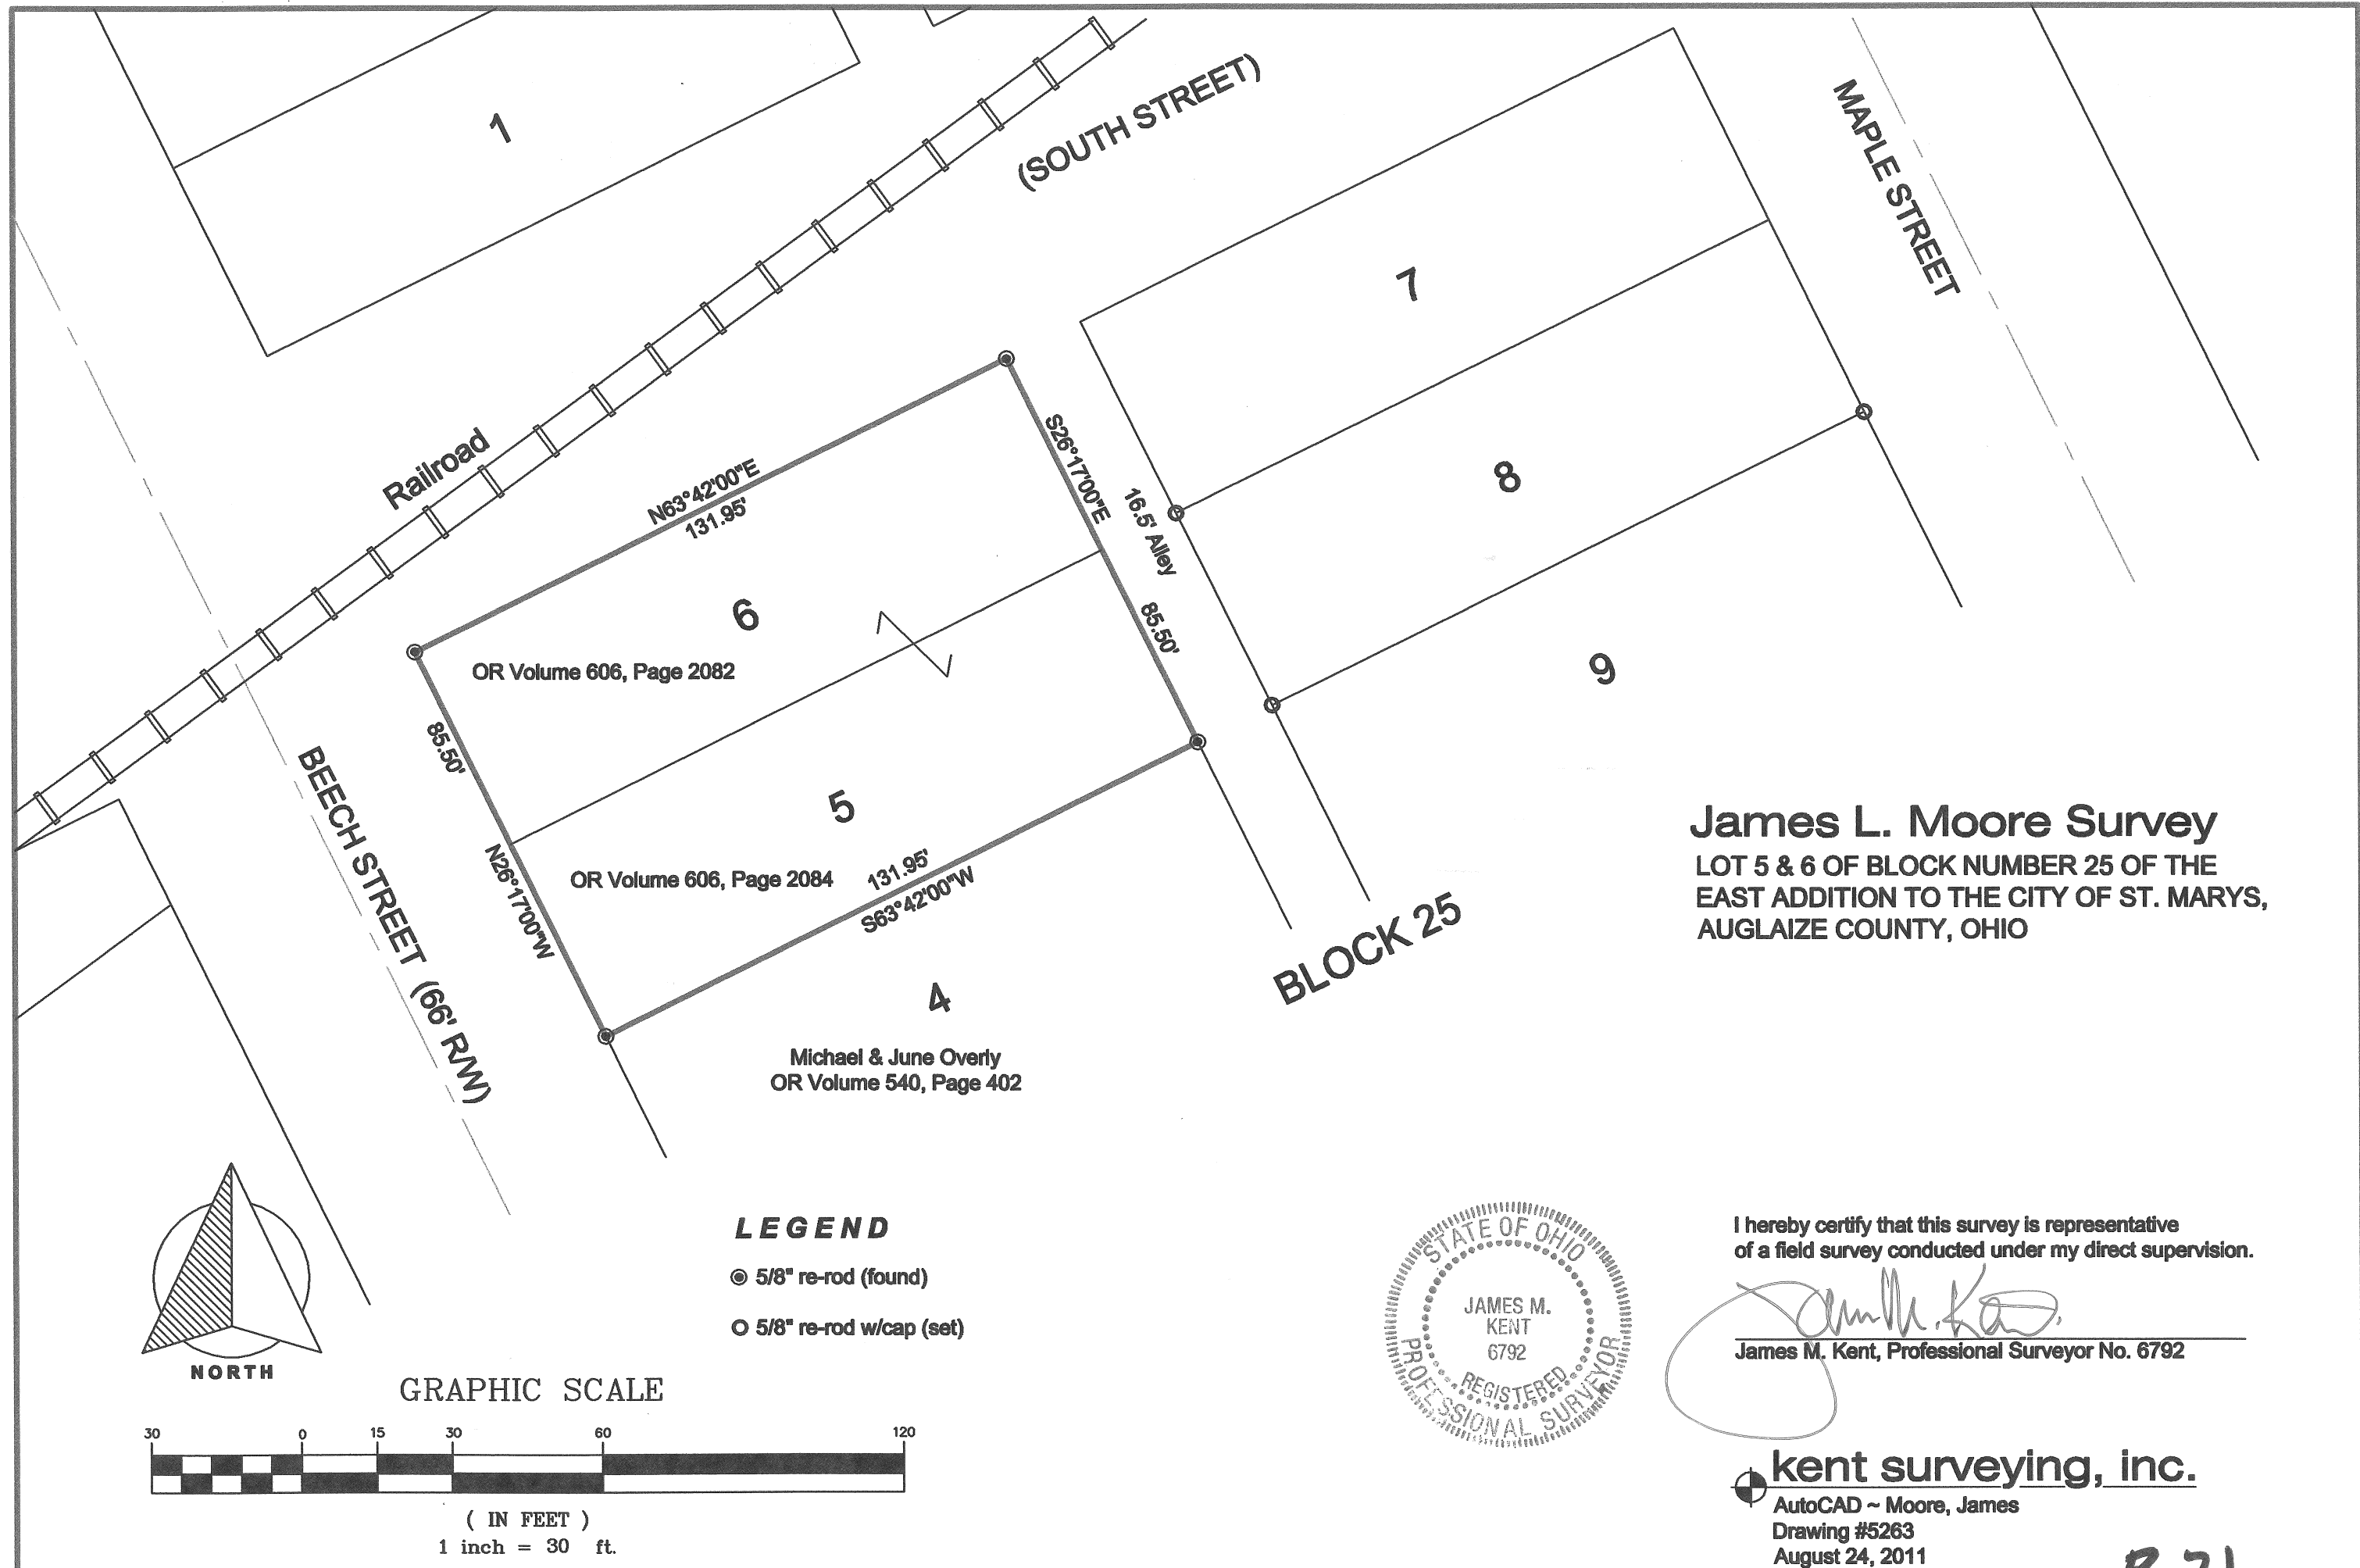 1
(SOUTH STREET)
MAPLE STREET
7
Railroad
N63°42'00"E
131.95'
S26°17'00"E
16.5' Alley
8
85.50'
6
OR Volume 606, Page 2082
9
85.50'
BEECH STREET (66' R/W)
5
N26°17'00"W
OR Volume 606, Page 2084
131.95'
S63°42'00"W
BLOCK 25
James L. Moore Survey
LOT 5 & 6 OF BLOCK NUMBER 25 OF THE
EAST ADDITION TO THE CITY OF ST. MARYS,
AUGLAIZE COUNTY, OHIO
4
Michael & June Overly
OR Volume 540, Page 402
NORTH
LEGEND
5/8" re-rod (found)
5/8" re-rod w/cap (set)
GRAPHIC SCALE
30 0 15 30 60 120
( IN FEET )
1 inch = 30 ft.
STATE OF OHIO
JAMES M.
KENT
6792
REGISTERED
PROFESSIONAL SURVEYOR
I hereby certify that this survey is representative
of a field survey conducted under my direct supervision.
James M. Kent
James M. Kent, Professional Surveyor No. 6792
kent surveying, inc.
AutoCAD ~ Moore, James
Drawing #5263
August 24, 2011